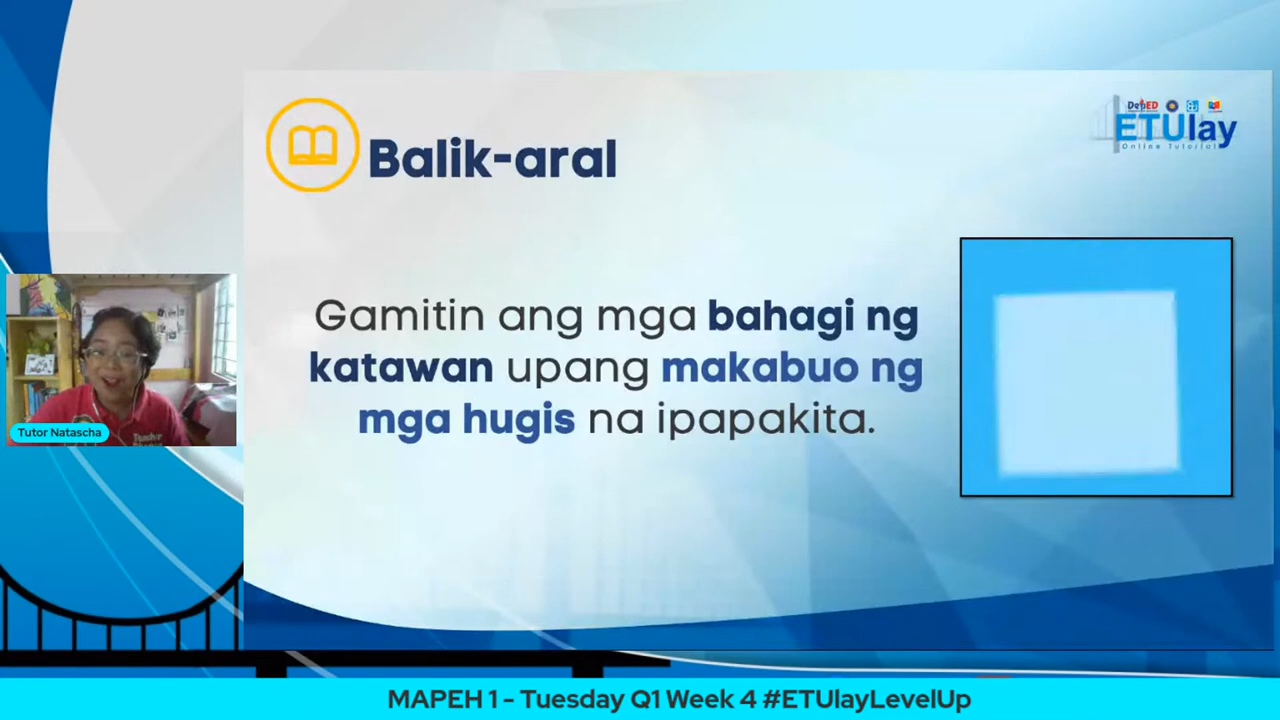 Balik-aral
DepED
ETUlay
Online Tutorial
Gamitin ang mga bahagi ng
katawan upang makabuo ng
mga hugis na ipapakita.
Tutor Natascha
MAPEH 1 - Tuesday Q1 Week 4 #ETUlayLevelUp